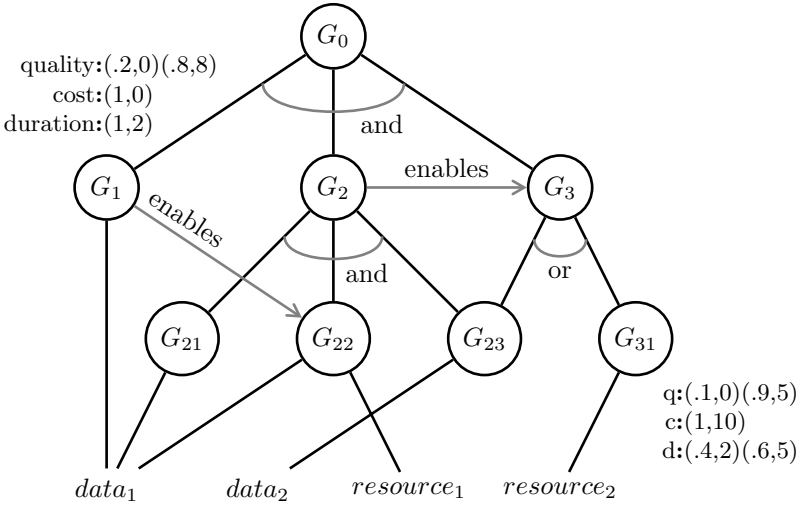 G₀
quality:(.2,0)(.8,8)
cost:(1,0)
duration:(1,2)
and
enables
G₁
G₂
G₃
enables
and
or
G₂₁
G₂₂
G₂₃
G₃₁
q:(.1,0)(.9,5)
c:(1,10)
d:(.4,2)(.6,5)
data₁
data₂
resource₁
resource₂